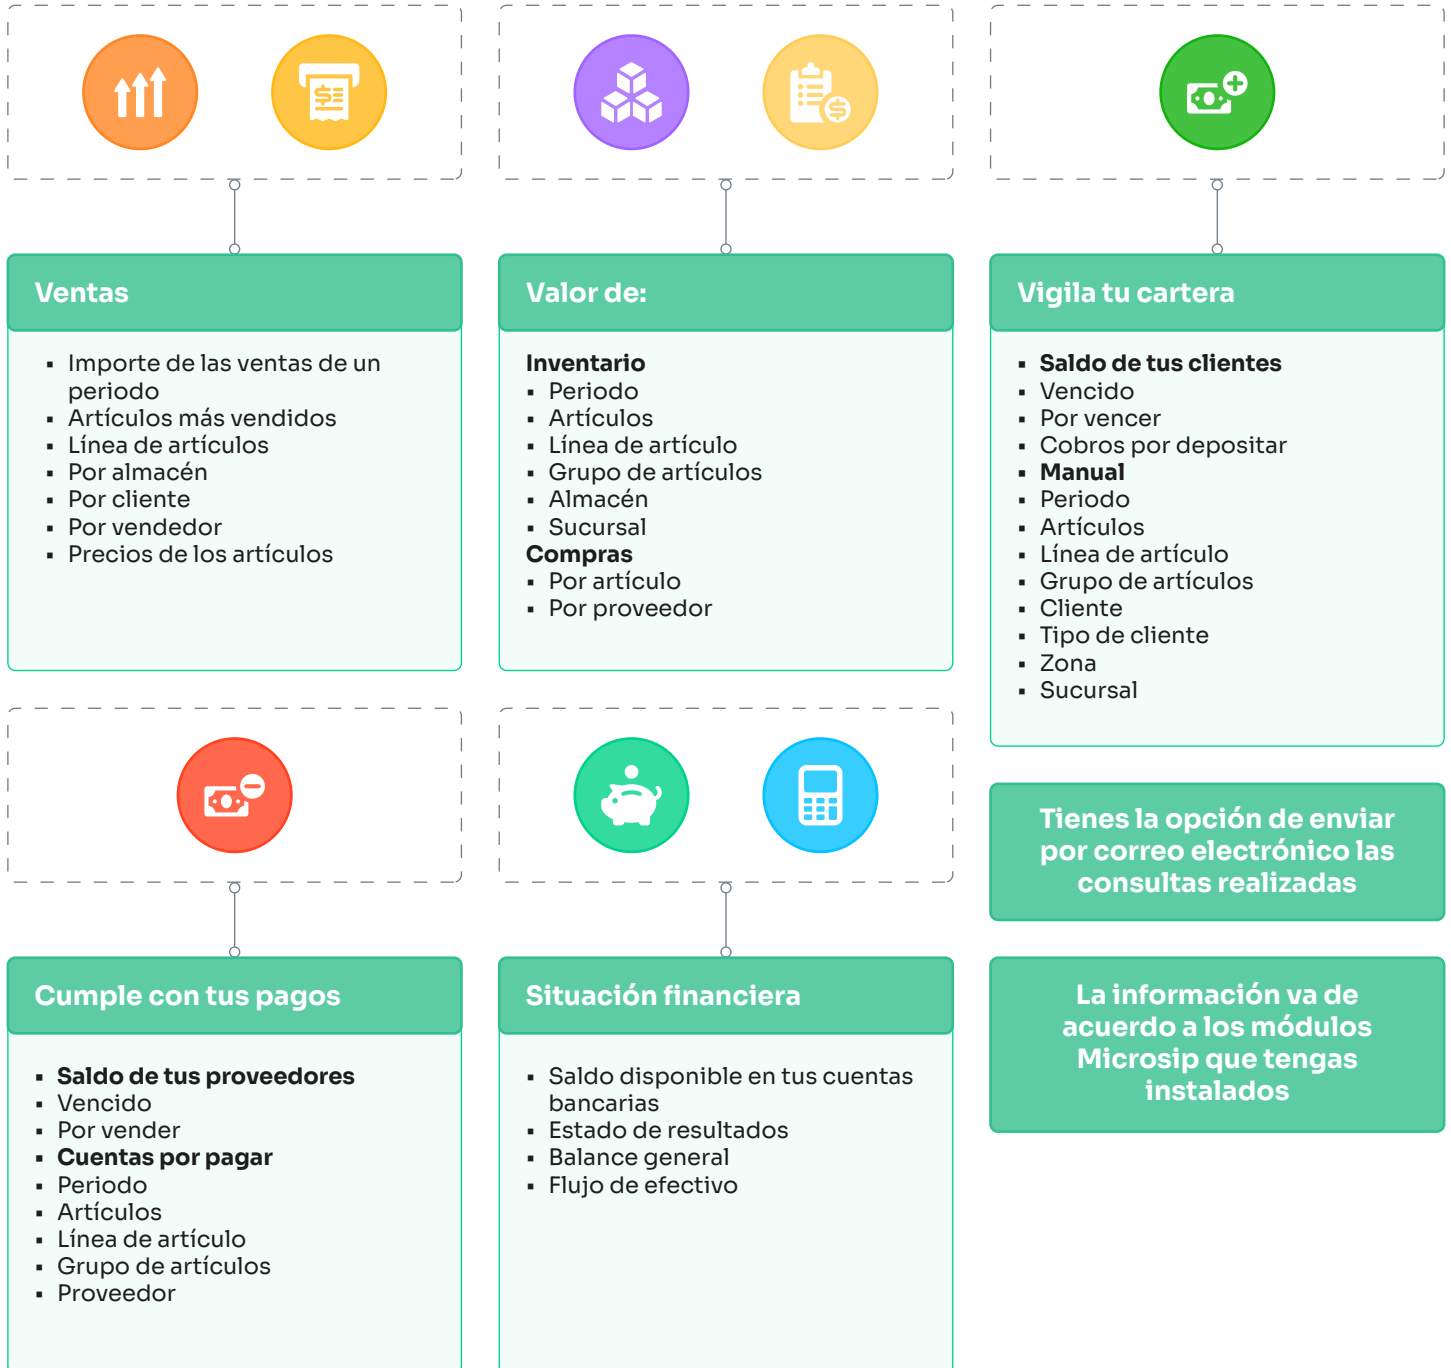 Ventas
▪ Importe de las ventas de un
periodo
▪ Artículos más vendidos
▪ Línea de artículos
▪ Por almacén
▪ Por cliente
▪ Por vendedor
▪ Precios de los artículos
Valor de:
Inventario
▪ Periodo
▪ Artículos
▪ Línea de artículo
▪ Grupo de artículos
▪ Almacén
▪ Sucursal
Compras
▪ Por artículo
▪ Por proveedor
Vigila tu cartera
▪ Saldo de tus clientes
▪ Vencido
▪ Por vencer
▪ Cobros por depositar
▪ Manual
▪ Periodo
▪ Artículos
▪ Línea de artículo
▪ Grupo de artículos
▪ Cliente
▪ Tipo de cliente
▪ Zona
▪ Sucursal
Cumple con tus pagos
▪ Saldo de tus proveedores
▪ Vencido
▪ Por vender
▪ Cuentas por pagar
▪ Periodo
▪ Artículos
▪ Línea de artículo
▪ Grupo de artículos
▪ Proveedor
Situación financiera
▪ Saldo disponible en tus cuentas
bancarias
▪ Estado de resultados
▪ Balance general
▪ Flujo de efectivo
Tienes la opción de enviar
por correo electrónico las
consultas realizadas
La información va de
acuerdo a los módulos
Microsip que tengas
instalados